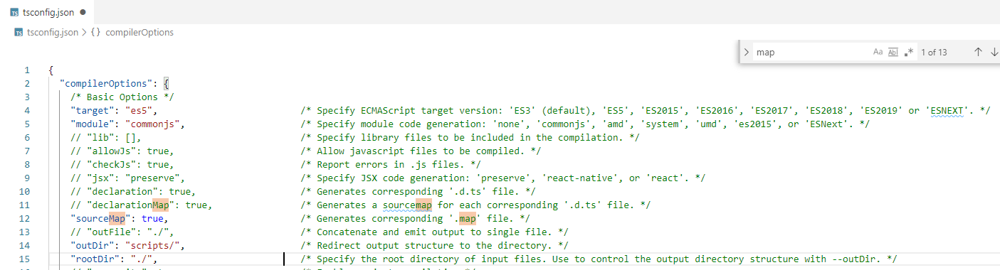 TS tsconfig.json ●
TS tsconfig.json > {} compilerOptions
map Aa Abl .* 1 of 13
1 {
2 "compilerOptions": {
3 /* Basic Options */
4 "target": "es5", /* Specify ECMAScript target version: 'ES3' (default), 'ES5', 'ES2015', 'ES2016', 'ES2017', 'ES2018', 'ES2019' or 'ESNEXT'. */
5 "module": "commonjs", /* Specify module code generation: 'none', 'commonjs', 'amd', 'system', 'umd', 'es2015', or 'ESNext'. */
6 // "lib": [], /* Specify library files to be included in the compilation. */
7 // "allowJs": true, /* Allow javascript files to be compiled. */
8 // "checkJs": true, /* Report errors in .js files. */
9 // "jsx": "preserve", /* Specify JSX code generation: 'preserve', 'react-native', or 'react'. */
10 // "declaration": true, /* Generates corresponding '.d.ts' file. */
11 // "declarationMap": true, /* Generates a sourcemap for each corresponding '.d.ts' file. */
12 "sourceMap": true, /* Generates corresponding '.map' file. */
13 // "outFile": "./", /* Concatenate and emit output to single file. */
14 "outDir": "scripts/", /* Redirect output structure to the directory. */
15 "rootDir": "./", /* Specify the root directory of input files. Use to control the output directory structure with --outDir. */